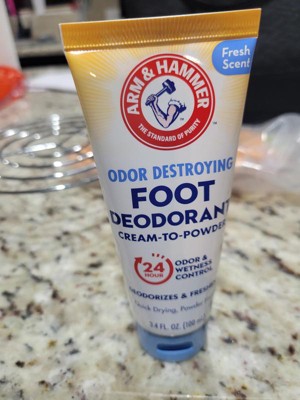 Fresh
Scent
ARM & HAMMER
THE STANDARD OF PURITY
ODOR DESTROYING
FOOT
DEODORANT
CREAM-TO-POWDER
24
HOUR
ODOR &
WETNESS
CONTROL
DEODORIZES & FRESHENS
Quick Drying, Powder
3.4 FL. OZ. (100 mL)